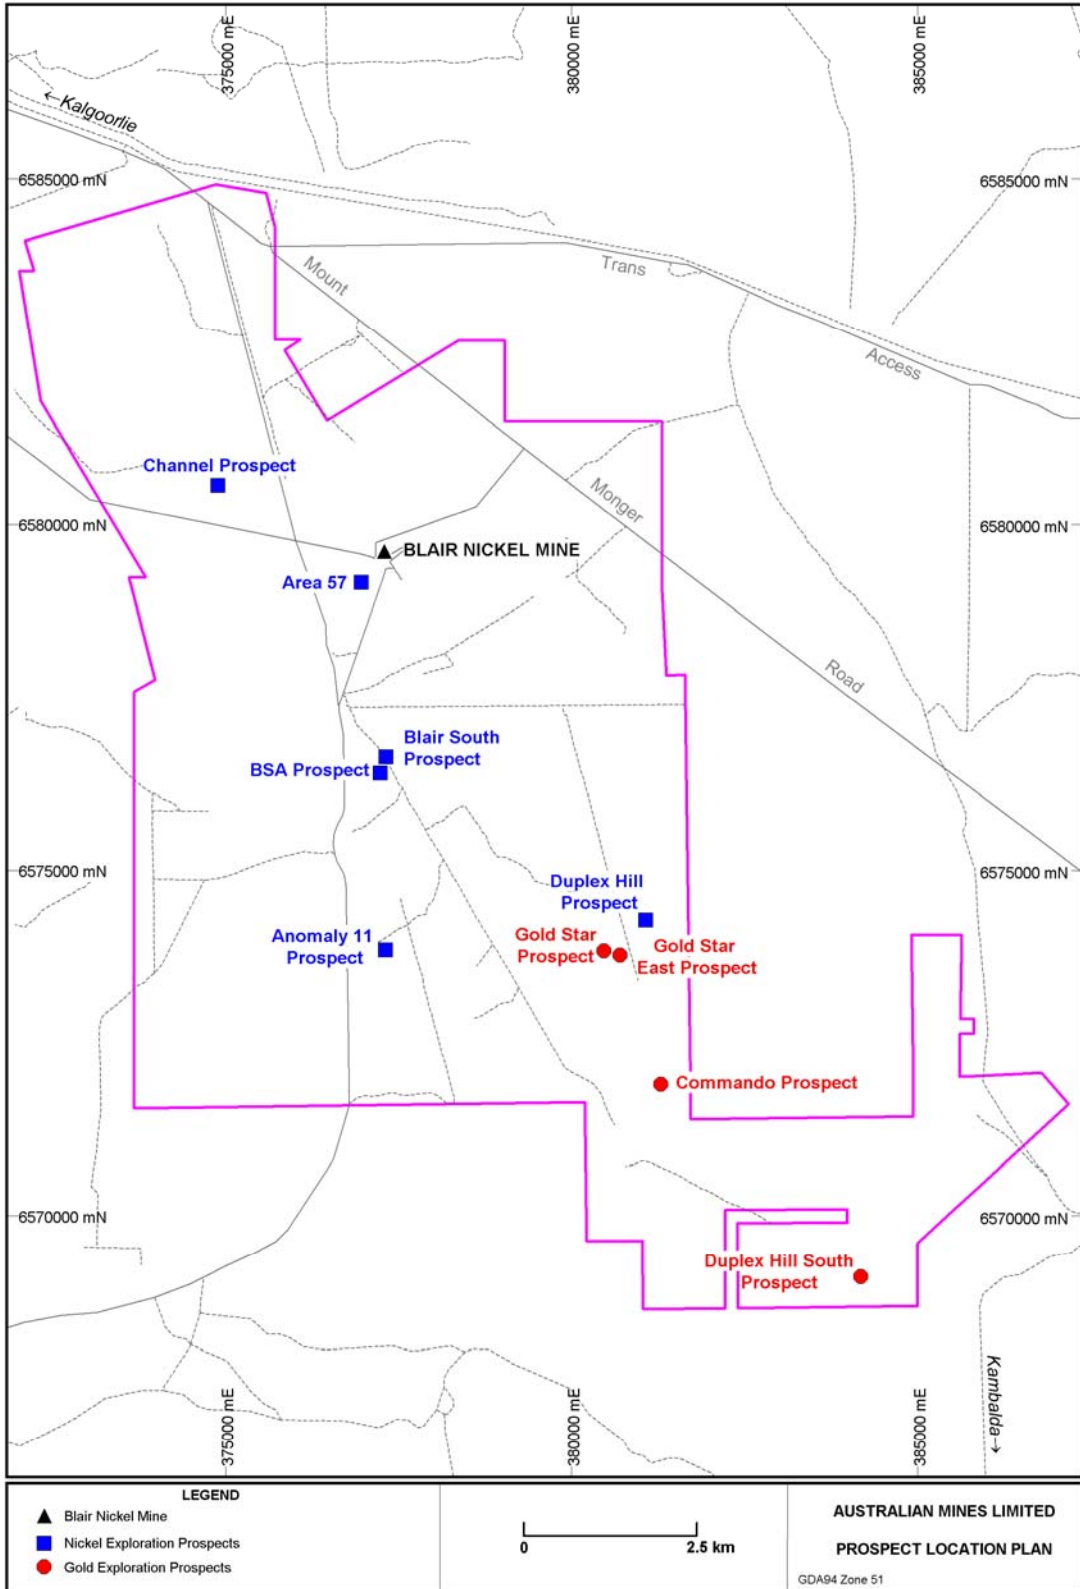 375000 mE
380000 mE
385000 mE
←Kalgoorlie
6585000 mN
6585000 mN
Mount
Trans
Access
Channel Prospect
Monger
6580000 mN
6580000 mN
BLAIR NICKEL MINE
Area 57
Road
Blair South
Prospect
BSA Prospect
6575000 mN
6575000 mN
Duplex Hill
Prospect
Anomaly 11
Prospect
Gold Star
Prospect
Gold Star
East Prospect
Commando Prospect
6570000 mN
6570000 mN
Duplex Hill South
Prospect
Kambalda→
375000 mE
380000 mE
385000 mE
LEGEND
Blair Nickel Mine
Nickel Exploration Prospects
Gold Exploration Prospects
0
2.5 km
AUSTRALIAN MINES LIMITED
PROSPECT LOCATION PLAN
GDA94 Zone 51